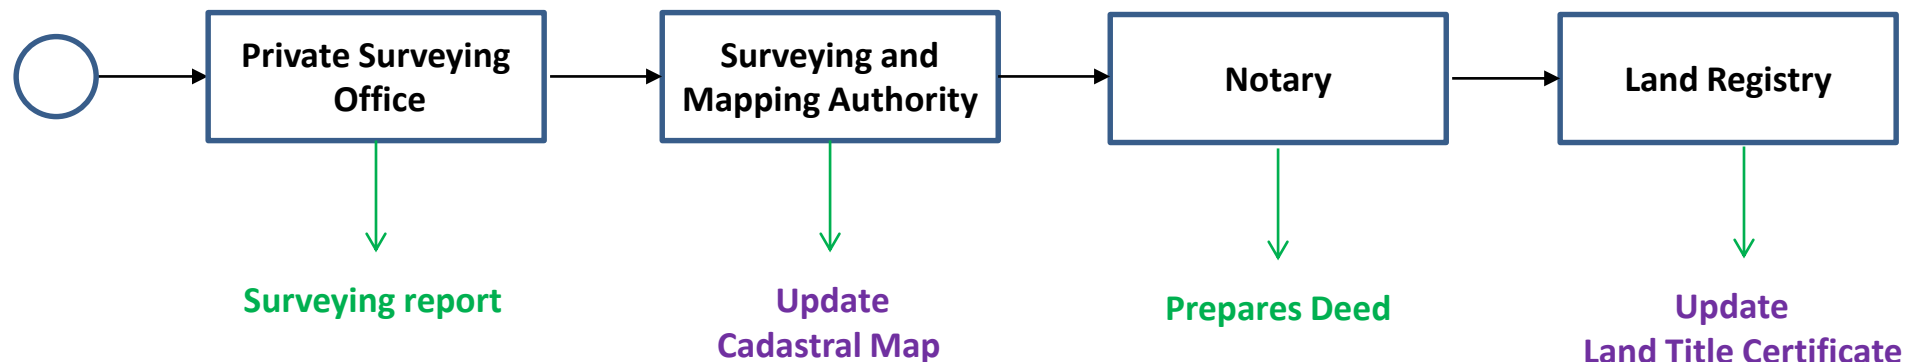 Private Surveying
Office
Surveying and
Mapping Authority
Notary
Land Registry
Surveying report
Update
Cadastral Map
Prepares Deed
Update
Land Title Certificate